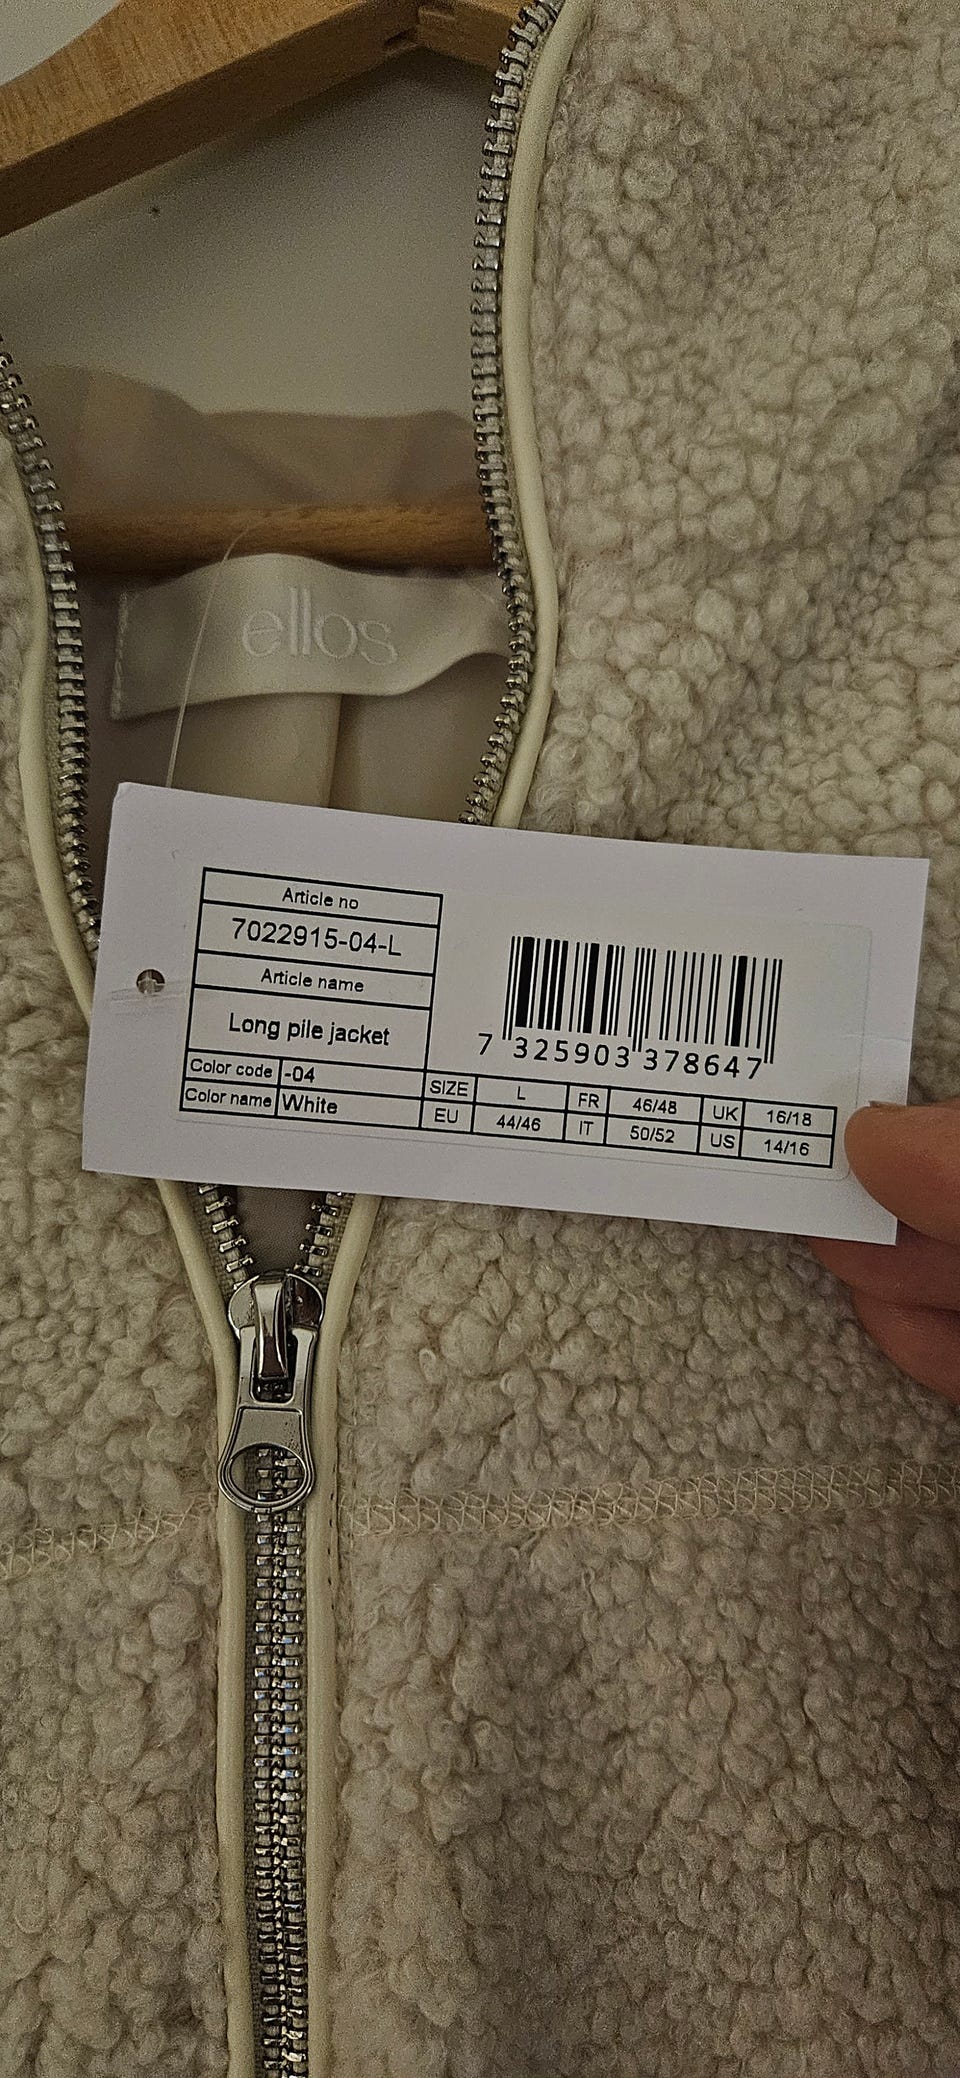 ellos
Article no
7022915-04-L
Article name
Long pile jacket
Color code -04
Color name White
7 325903 378647
SIZE L FR 46/48 UK 16/18
EU 44/46 IT 50/52 US 14/16